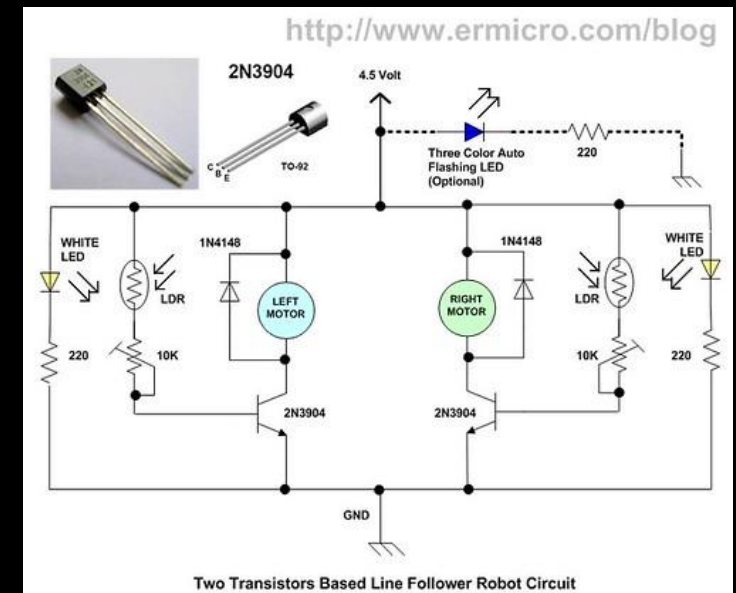 http://www.ermicro.com/blog
2N3904
4.5 Volt
C
B
E
TO-92
Three Color Auto
Flashing LED
(Optional)
220
WHITE
LED
LDR
1N4148
LEFT
MOTOR
RIGHT
MOTOR
1N4148
LDR
WHITE
LED
220
10K
2N3904
2N3904
10K
220
GND
Two Transistors Based Line Follower Robot Circuit